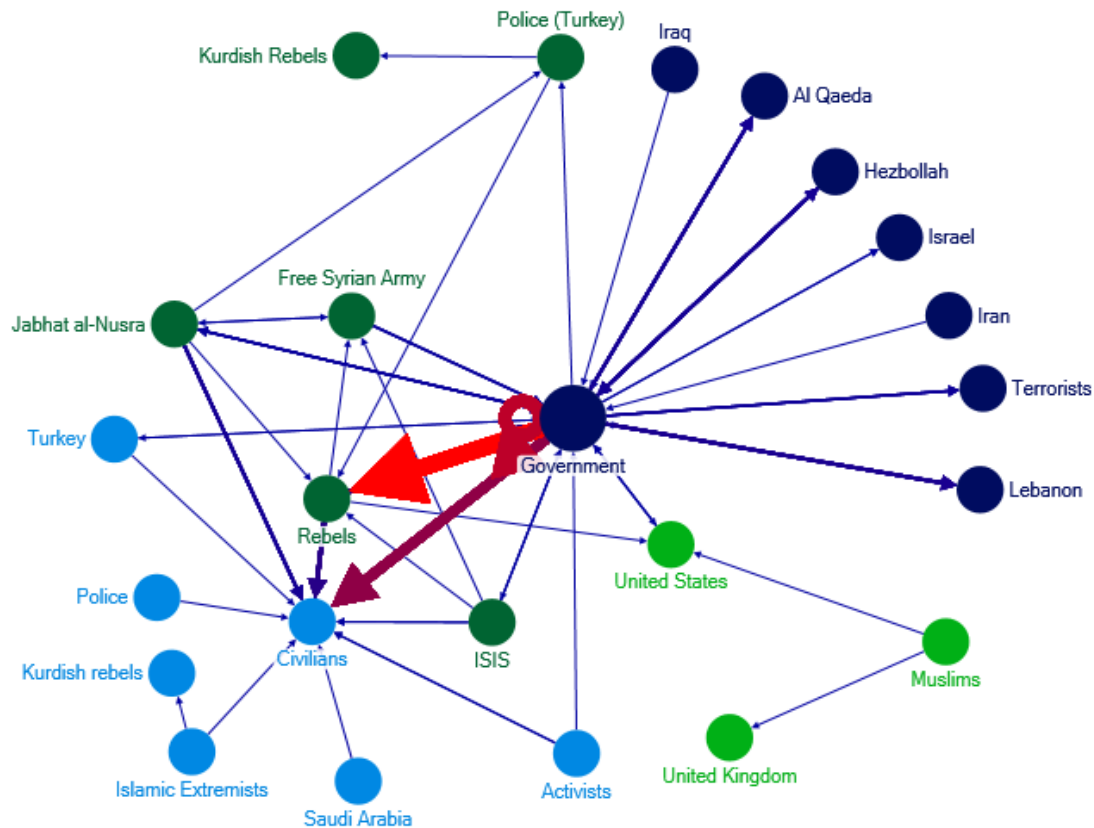 Police (Turkey)
Iraq
Kurdish Rebels
Al Qaeda
Hezbollah
Israel
Free Syrian Army
Jabhat al-Nusra
Iran
Terrorists
Turkey
Government
Lebanon
Rebels
United States
Police
Civilians
ISIS
Kurdish rebels
Muslims
United Kingdom
Islamic Extremists
Activists
Saudi Arabia